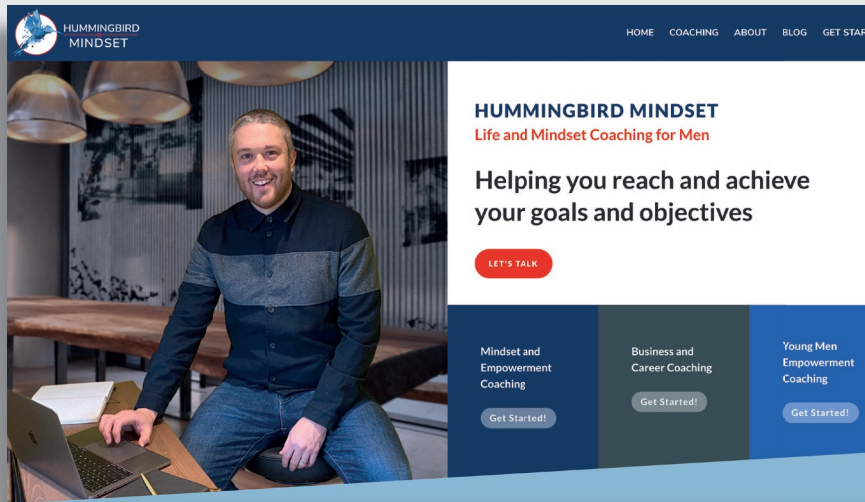 HUMMINGBIRD
MINDSET
HOME COACHING ABOUT BLOG GET STAR
HUMMINGBIRD MINDSET
Life and Mindset Coaching for Men
Helping you reach and achieve
your goals and objectives
LET'S TALK
Mindset and
Empowerment
Coaching
Get Started!
Business and
Career Coaching
Get Started!
Young Men
Empowerment
Coaching
Get Started!